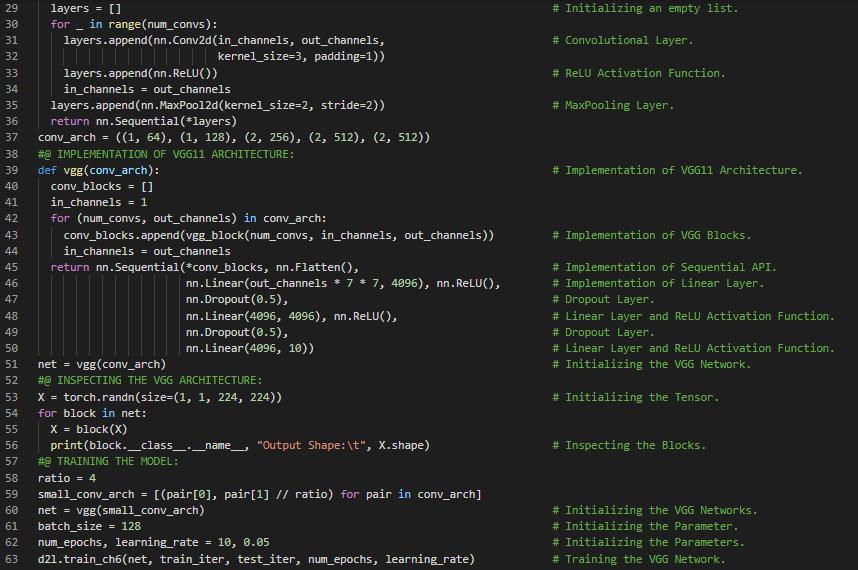 29 layers = [] # Initializing an empty list.
30 for _ in range(num_convs):
31 layers.append(nn.Conv2d(in_channels, out_channels, # Convolutional Layer.
32 kernel_size=3, padding=1))
33 layers.append(nn.ReLU()) # ReLU Activation Function.
34 in_channels = out_channels
35 layers.append(nn.MaxPool2d(kernel_size=2, stride=2)) # MaxPooling Layer.
36 return nn.Sequential(*layers)
37 conv_arch = ((1, 64), (1, 128), (2, 256), (2, 512), (2, 512))
38 #@ IMPLEMENTATION OF VGG11 ARCHITECTURE:
39 def vgg(conv_arch): # Implementation of VGG11 Architecture.
40 conv_blocks = []
41 in_channels = 1
42 for (num_convs, out_channels) in conv_arch:
43 conv_blocks.append(vgg_block(num_convs, in_channels, out_channels)) # Implementation of VGG Blocks.
44 in_channels = out_channels
45 return nn.Sequential(*conv_blocks, nn.Flatten(), # Implementation of Sequential API.
46 nn.Linear(out_channels * 7 * 7, 4096), nn.ReLU(), # Implementation of Linear Layer.
47 nn.Dropout(0.5), # Dropout Layer.
48 nn.Linear(4096, 4096), nn.ReLU(), # Linear Layer and ReLU Activation Function.
49 nn.Dropout(0.5), # Dropout Layer.
50 nn.Linear(4096, 10)) # Linear Layer and ReLU Activation Function.
51 net = vgg(conv_arch) # Initializing the VGG Network.
52 #@ INSPECTING THE VGG ARCHITECTURE:
53 X = torch.randn(size=(1, 1, 224, 224)) # Initializing the Tensor.
54 for block in net:
55 X = block(X)
56 print(block.__class__.__name__, "Output Shape:\t", X.shape) # Inspecting the Blocks.
57 #@ TRAINING THE MODEL:
58 ratio = 4
59 small_conv_arch = [(pair[0], pair[1] // ratio) for pair in conv_arch]
60 net = vgg(small_conv_arch) # Initializing the VGG Networks.
61 batch_size = 128 # Initializing the Parameter.
62 num_epochs, learning_rate = 10, 0.05 # Initializing the Parameters.
63 d2l.train_ch6(net, train_iter, test_iter, num_epochs, learning_rate) # Training the VGG Network.